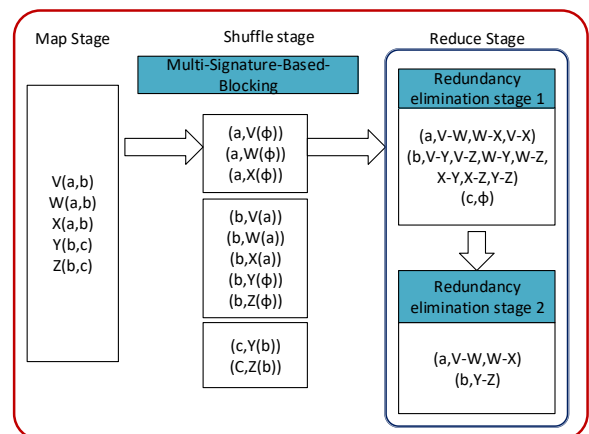 Map Stage
Shuffle stage
Reduce Stage
Multi-Signature-Based-
Blocking
V(a,b)
W(a,b)
X(a,b)
Y(b,c)
Z(b,c)
(a,V(ϕ))
(a,W(ϕ))
(a,X(ϕ))
(b,V(a))
(b,W(a))
(b,X(a))
(b,Y(ϕ))
(b,Z(ϕ))
(c,Y(b))
(C,Z(b))
Redundancy
elimination stage 1
(a,V-W,W-X,V-X)
(b,V-Y,V-Z,W-Y,W-Z,
X-Y,X-Z,Y-Z)
(c,ϕ)
Redundancy
elimination stage 2
(a,V-W,W-X)
(b,Y-Z)